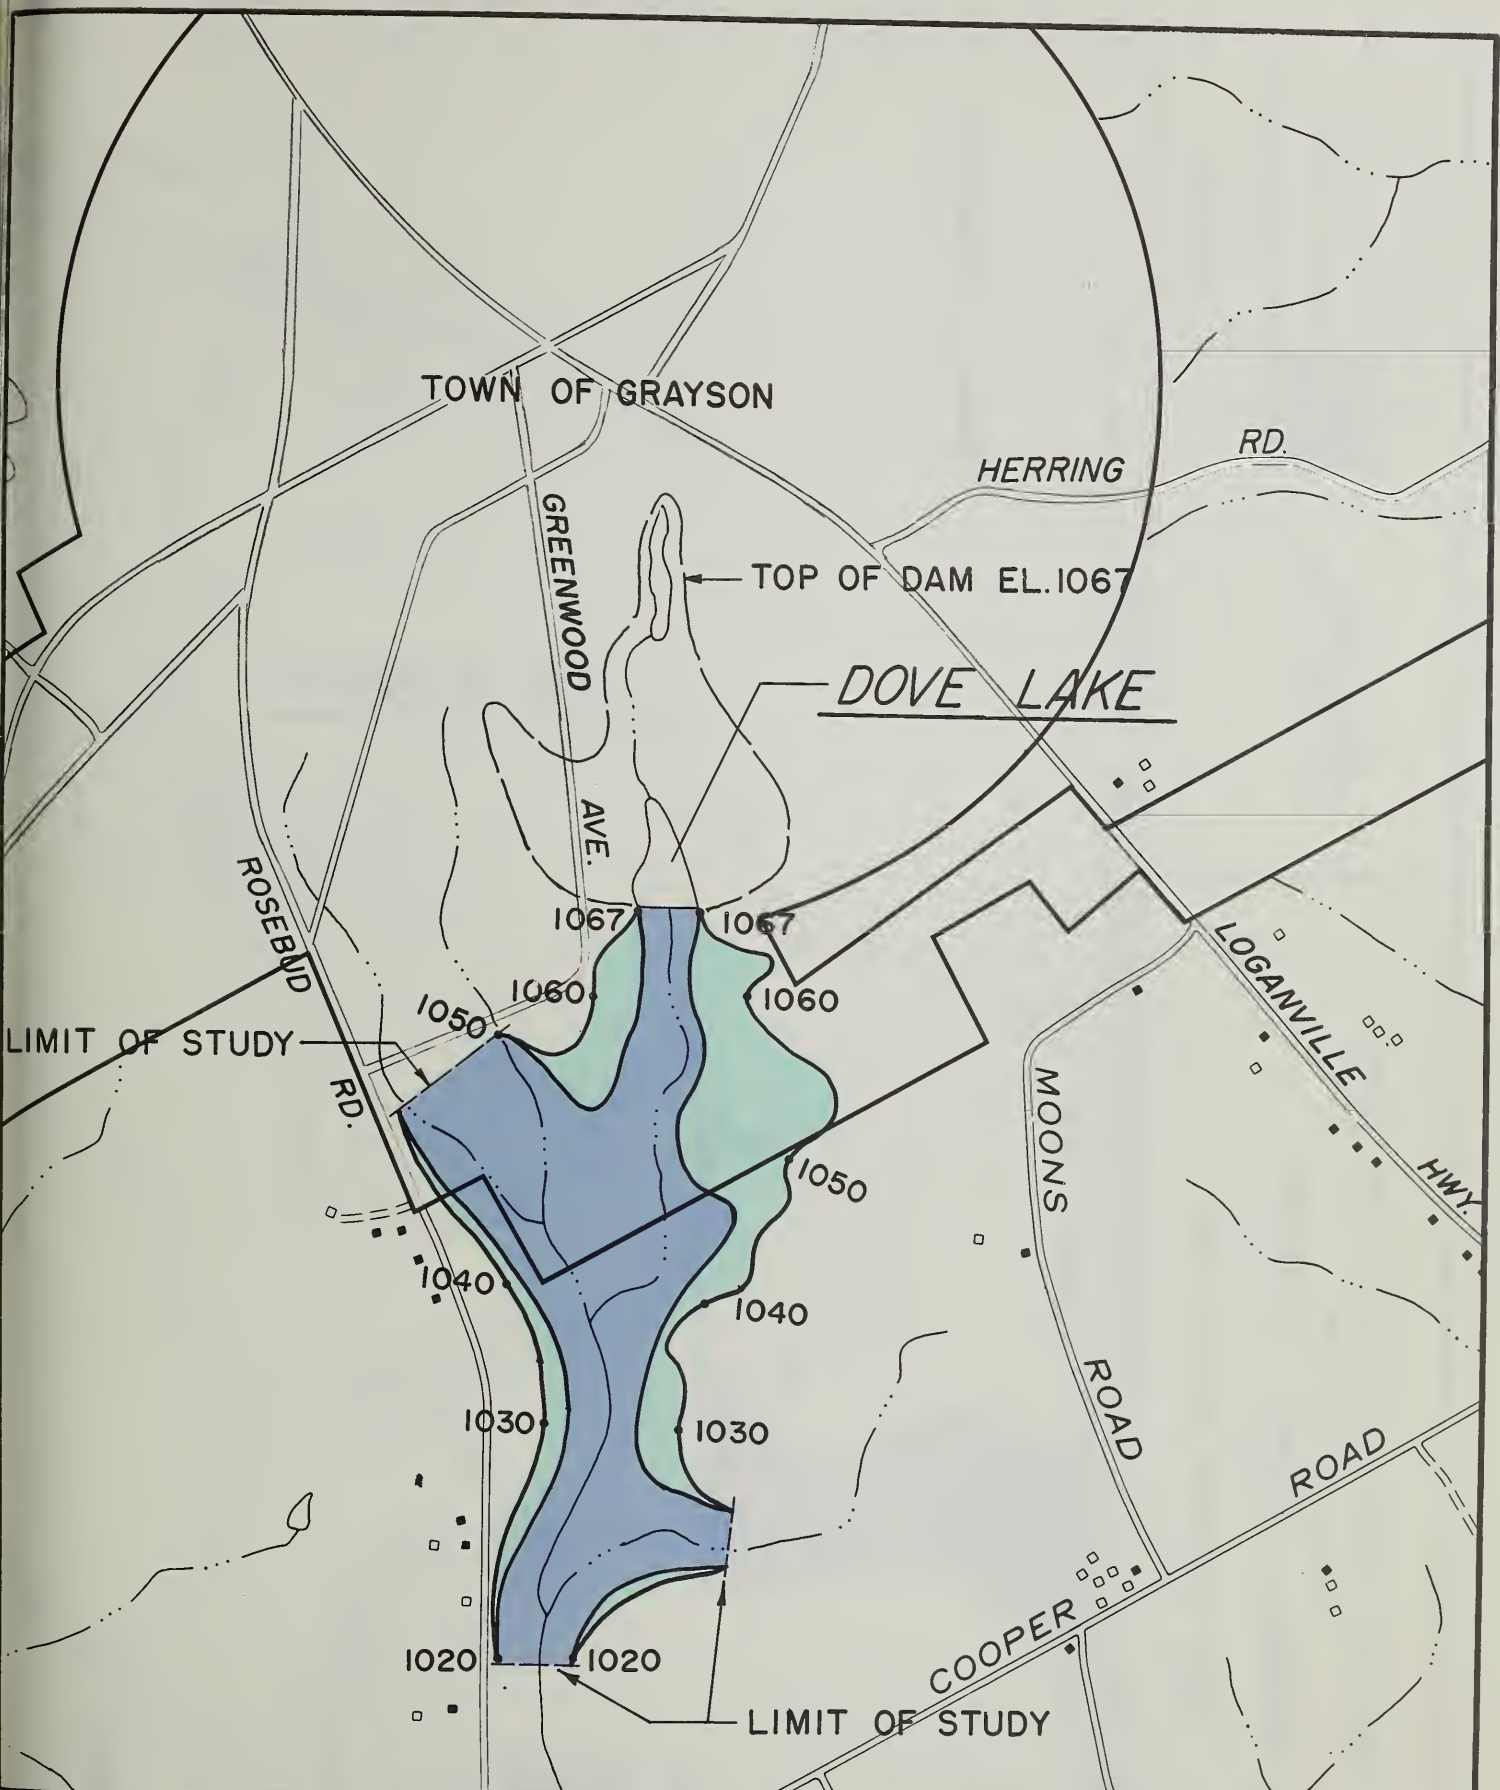 TOWN OF GRAYSON
HERRING RD.
GREENWOOD AVE.
TOP OF DAM EL. 1067
DOVE LAKE
ROSEBUD RD.
1067
1067
1060
1060
1050
LIMIT OF STUDY
LOGANVILLE HWY.
MOONS ROAD
1050
1040
1040
1030
1030
COOPER ROAD
1020
1020
LIMIT OF STUDY